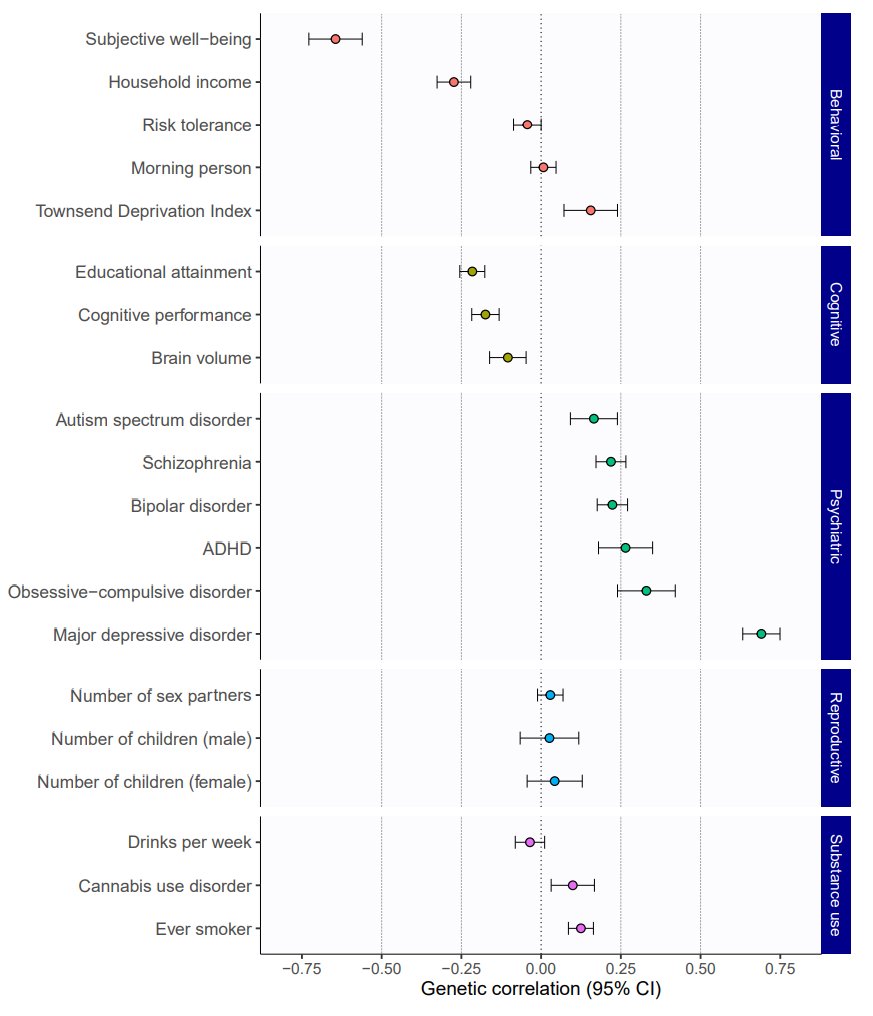 Subjective well−being
Household income
Risk tolerance
Morning person
Townsend Deprivation Index
Behavioral
Educational attainment
Cognitive performance
Brain volume
Cognitive
Autism spectrum disorder
Schizophrenia
Bipolar disorder
ADHD
Obsessive−compulsive disorder
Major depressive disorder
Psychiatric
Number of sex partners
Number of children (male)
Number of children (female)
Reproductive
Drinks per week
Cannabis use disorder
Ever smoker
Substance use
−0.75 −0.50 −0.25 0.00 0.25 0.50 0.75
Genetic correlation (95% CI)